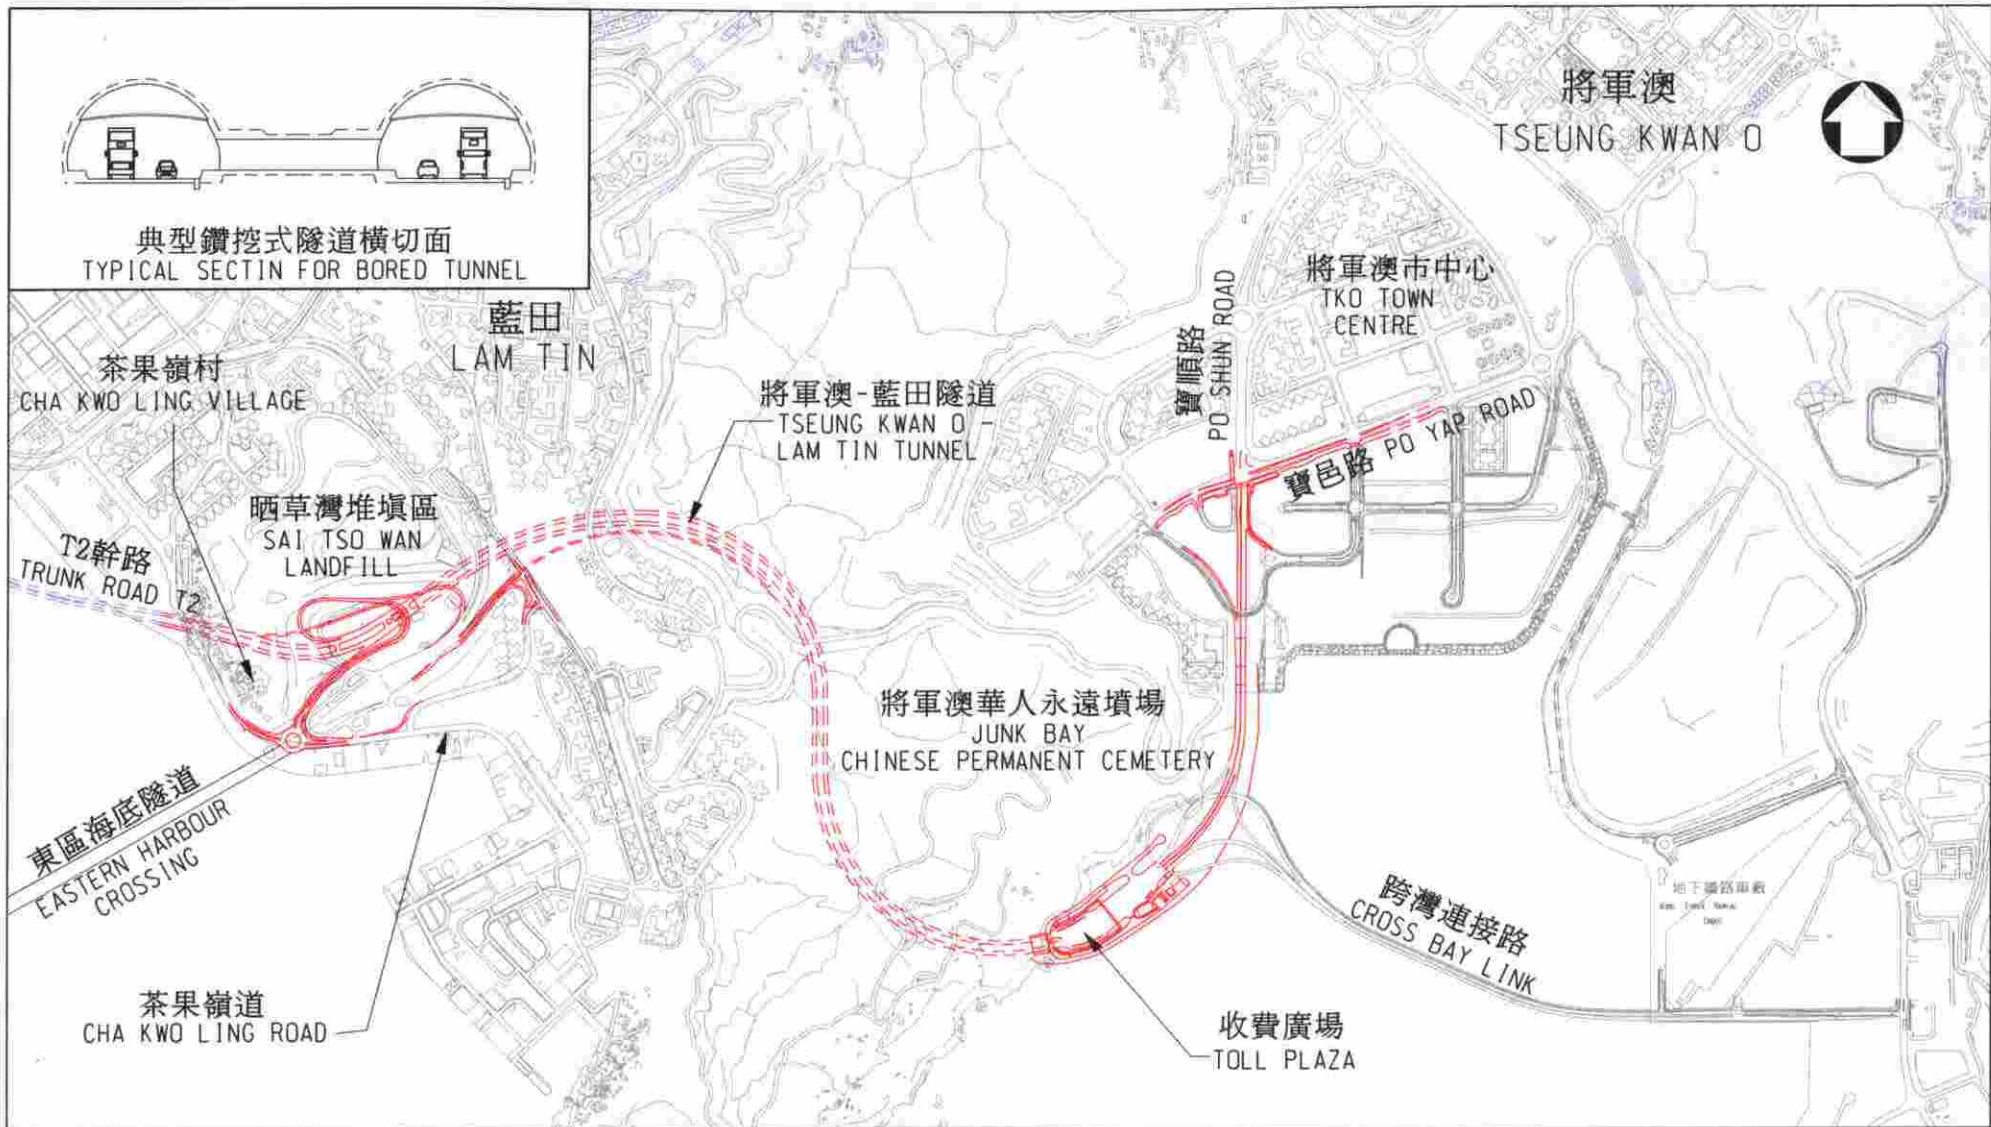 典型鑽挖式隧道橫切面
TYPICAL SECTIN FOR BORED TUNNEL
將軍澳
TSEUNG KWAN O
藍田
LAM TIN
將軍澳市中心
TKO TOWN
CENTRE
寶順路
PO SHUN ROAD
茶果嶺村
CHA KWO LING VILLAGE
將軍澳-藍田隧道
TSEUNG KWAN O -
LAM TIN TUNNEL
寶邑路 PO YAP ROAD
晒草灣堆填區
SAI TSO WAN
LANDFILL
T2幹路
TRUNK ROAD T2
將軍澳華人永遠墳場
JUNK BAY
CHINESE PERMANENT CEMETERY
東區海底隧道
EASTERN HARBOUR
CROSSING
跨灣連接路
CROSS BAY LINK
地下鐵路車廠
茶果嶺道
CHA KWO LING ROAD
收費廣場
TOLL PLAZA